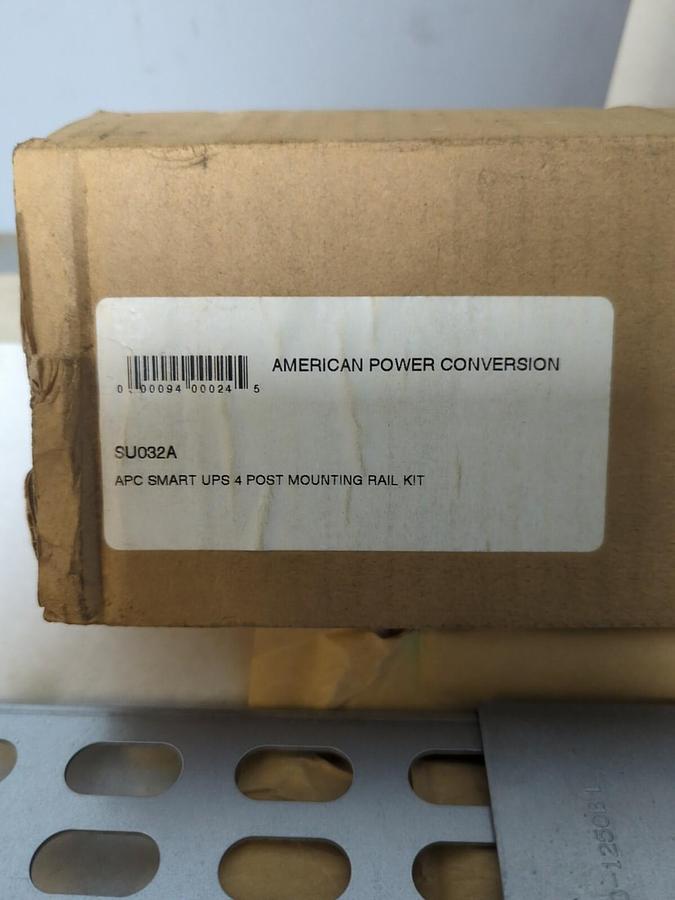 AMERICAN POWER CONVERSION
0 00094 00024 5
SU032A
APC SMART UPS 4 POST MOUNTING RAIL KIT